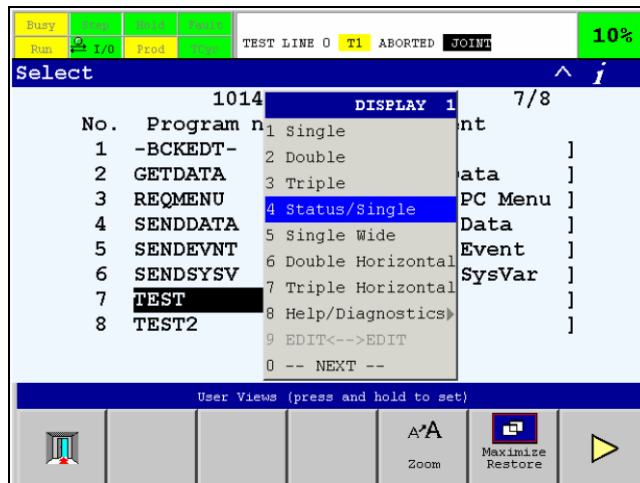 Busy Step Hold Fault
Run I/O Prod TCyc
TEST LINE 0 T1 ABORTED JOINT
10%
Select
1014 7/8
No. Program n nt
1 -BCKEDT- ]
2 GETDATA ata ]
3 REQMENU PC Menu ]
4 SENDDATA Data ]
5 SENDEVNT Event ]
6 SENDSYSV SysVar ]
7 TEST ]
8 TEST2 ]
DISPLAY 1
1 Single
2 Double
3 Triple
4 Status/Single
5 Single Wide
6 Double Horizontal
7 Triple Horizontal
8 Help/Diagnostics
9 EDIT<-->EDIT
0 -- NEXT --
User Views (press and hold to set)
A A
Zoom
Maximize
Restore